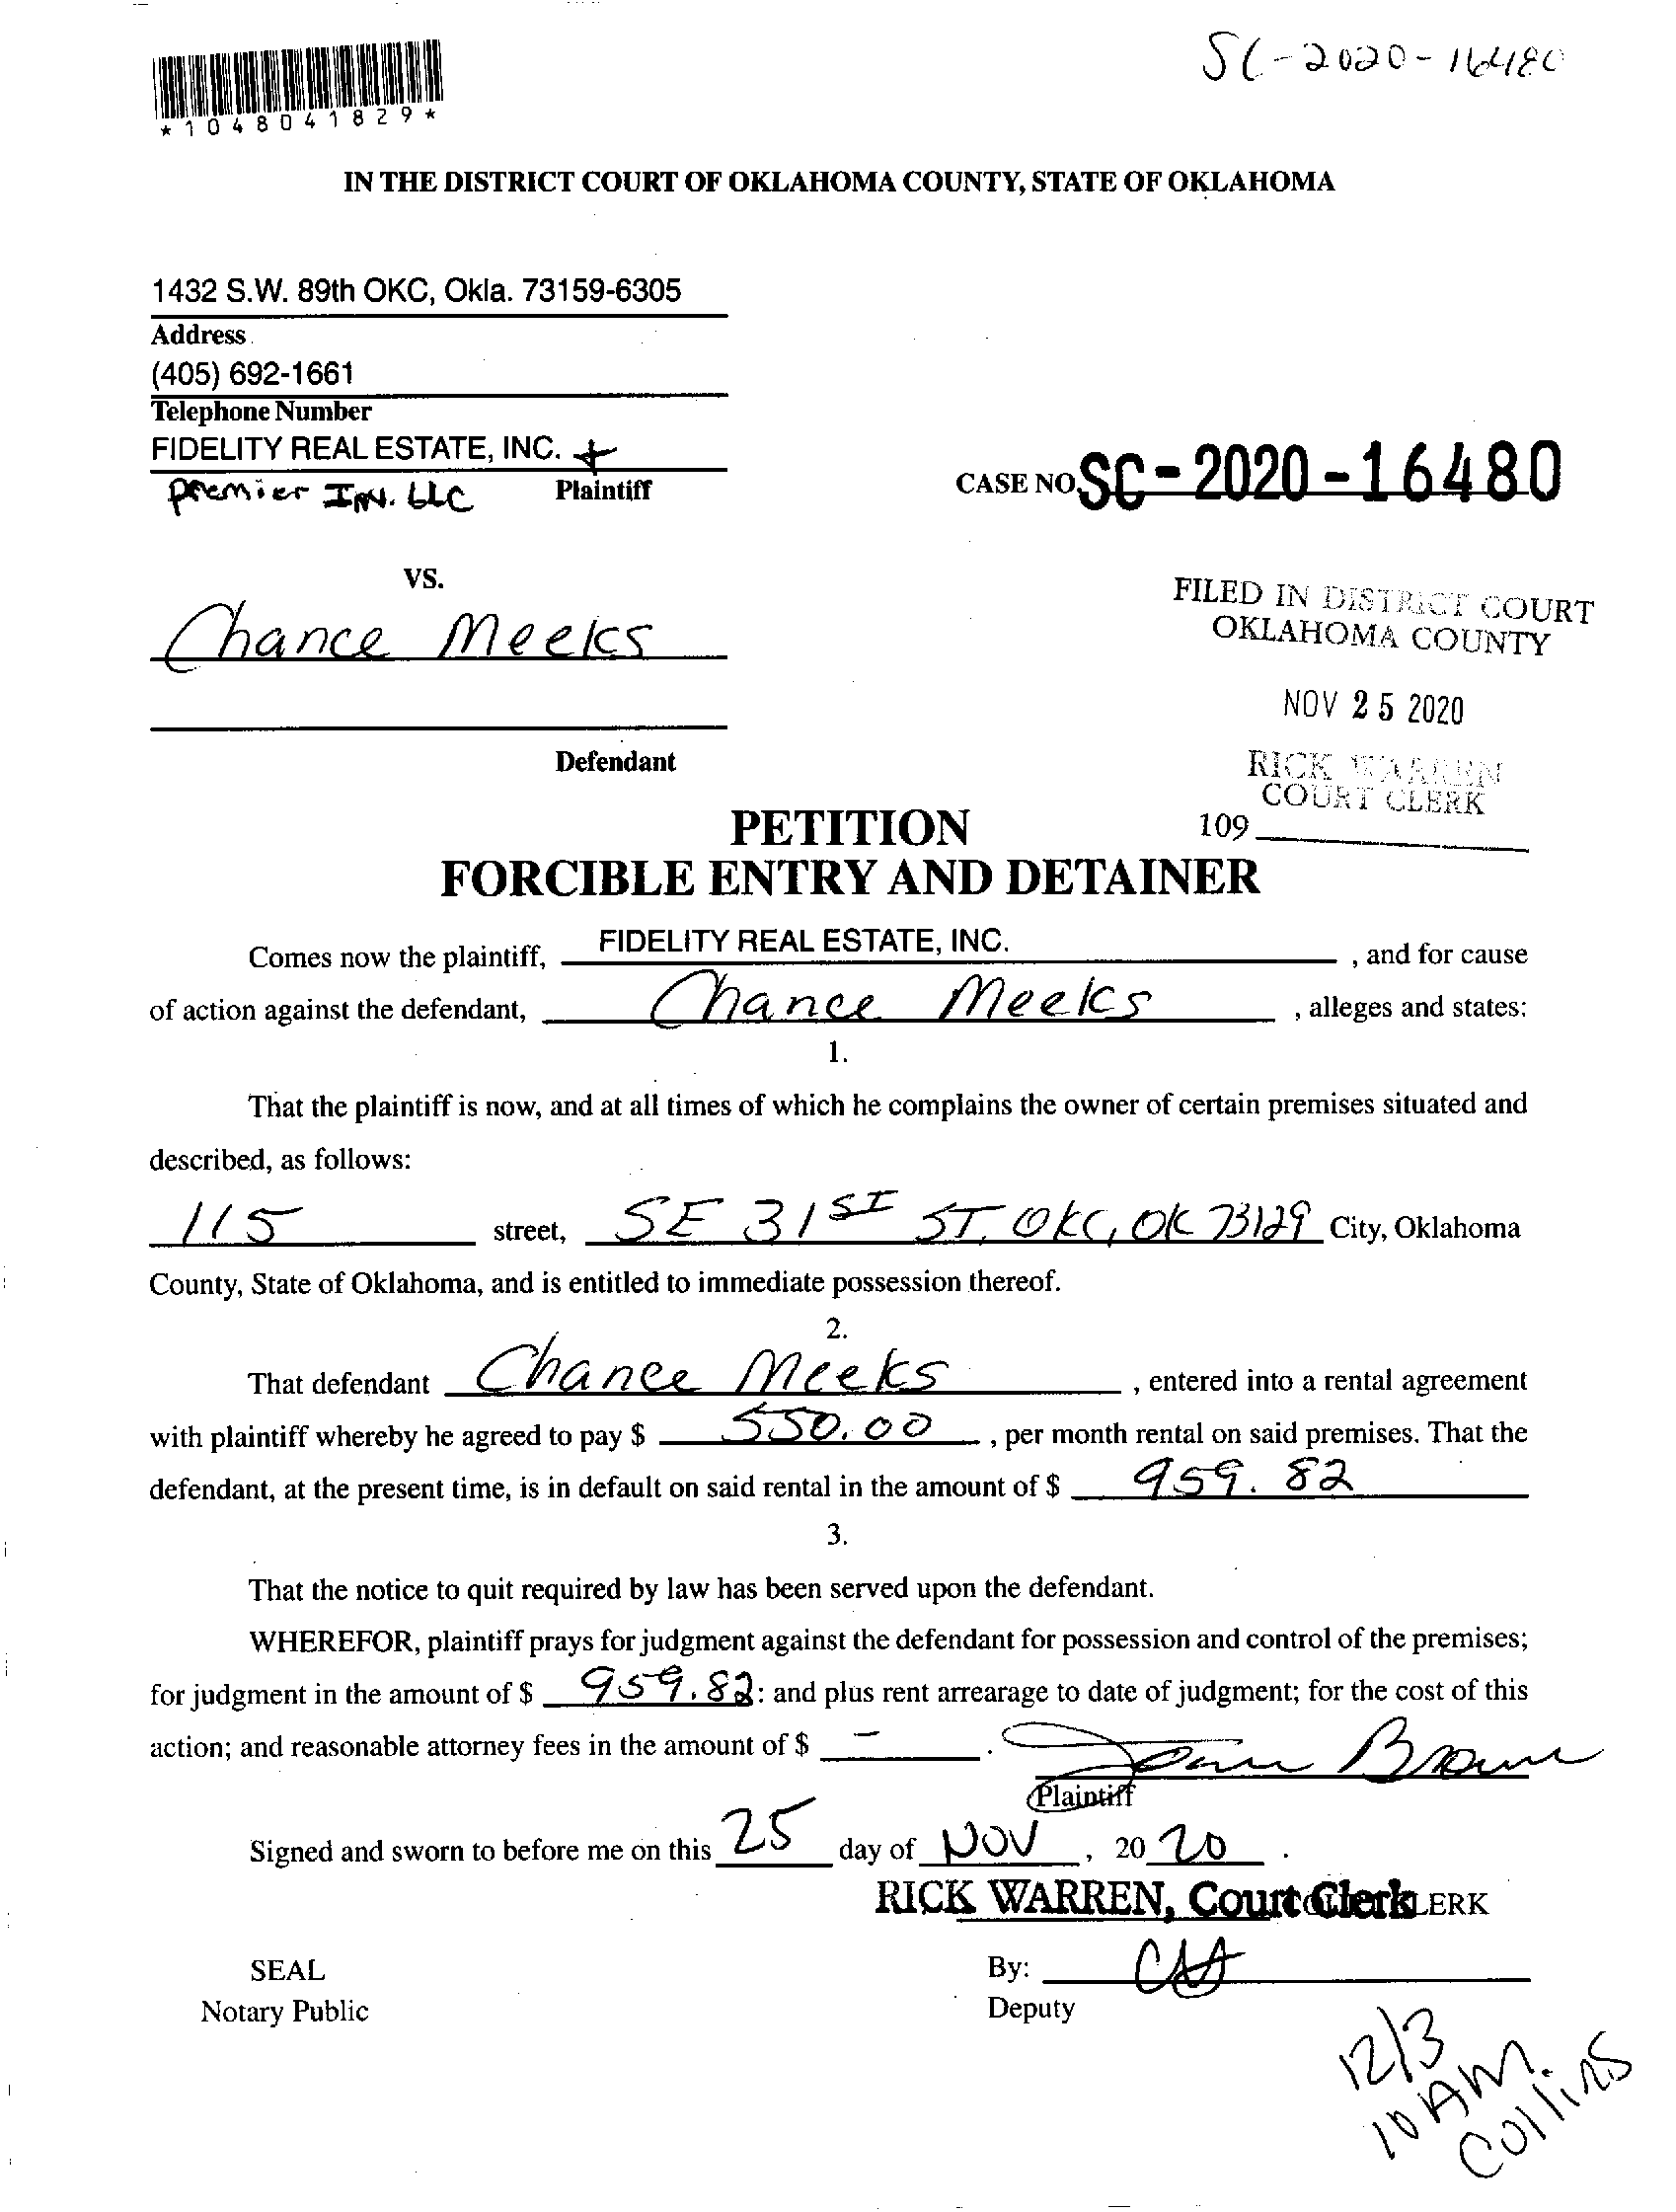 SC-2020-16480
*1048041829*
IN THE DISTRICT COURT OF OKLAHOMA COUNTY, STATE OF OKLAHOMA
1432 S.W. 89th OKC, Okla. 73159-6305
Address
(405) 692-1661
Telephone Number
FIDELITY REAL ESTATE, INC. +
Premier Inv. LLC Plaintiff
CASE NO. SC-2020-16480
VS.
Chance Meeks
FILED IN DISTRICT COURT
OKLAHOMA COUNTY
NOV 25 2020
Defendant
RICK WARREN
COURT CLERK
109
PETITION
FORCIBLE ENTRY AND DETAINER
Comes now the plaintiff, FIDELITY REAL ESTATE, INC. , and for cause
of action against the defendant, Chance Meeks , alleges and states:
1.
That the plaintiff is now, and at all times of which he complains the owner of certain premises situated and
described, as follows:
115 street, SE 31ST ST. OKC, OK 73129 City, Oklahoma
County, State of Oklahoma, and is entitled to immediate possession thereof.
2.
That defendant Chance Meeks , entered into a rental agreement
with plaintiff whereby he agreed to pay $ 550.00 , per month rental on said premises. That the
defendant, at the present time, is in default on said rental in the amount of $ 959.82
3.
That the notice to quit required by law has been served upon the defendant.
WHEREFOR, plaintiff prays for judgment against the defendant for possession and control of the premises;
for judgment in the amount of $ 959.82: and plus rent arrearage to date of judgment; for the cost of this
action; and reasonable attorney fees in the amount of $ - .
Brown
Plaintiff
Signed and sworn to before me on this 25 day of NOV , 20 20 .
RICK WARREN, Court Clerk
SEAL
By:
Notary Public
Deputy
12/3
10 AM.
Collins